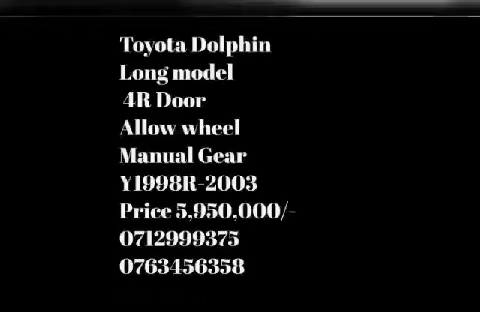 Toyota Dolphin
Long model
4R Door
Allow wheel
Manual Gear
Y1998R-2003
Price 5,950,000/-
0712999375
0763456358